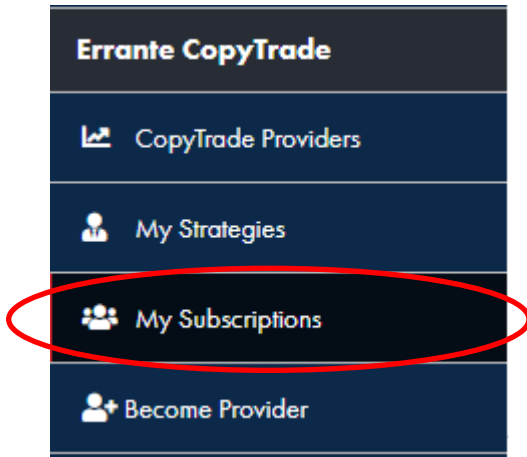 Errante CopyTrade
CopyTrade Providers
My Strategies
My Subscriptions
Become Provider